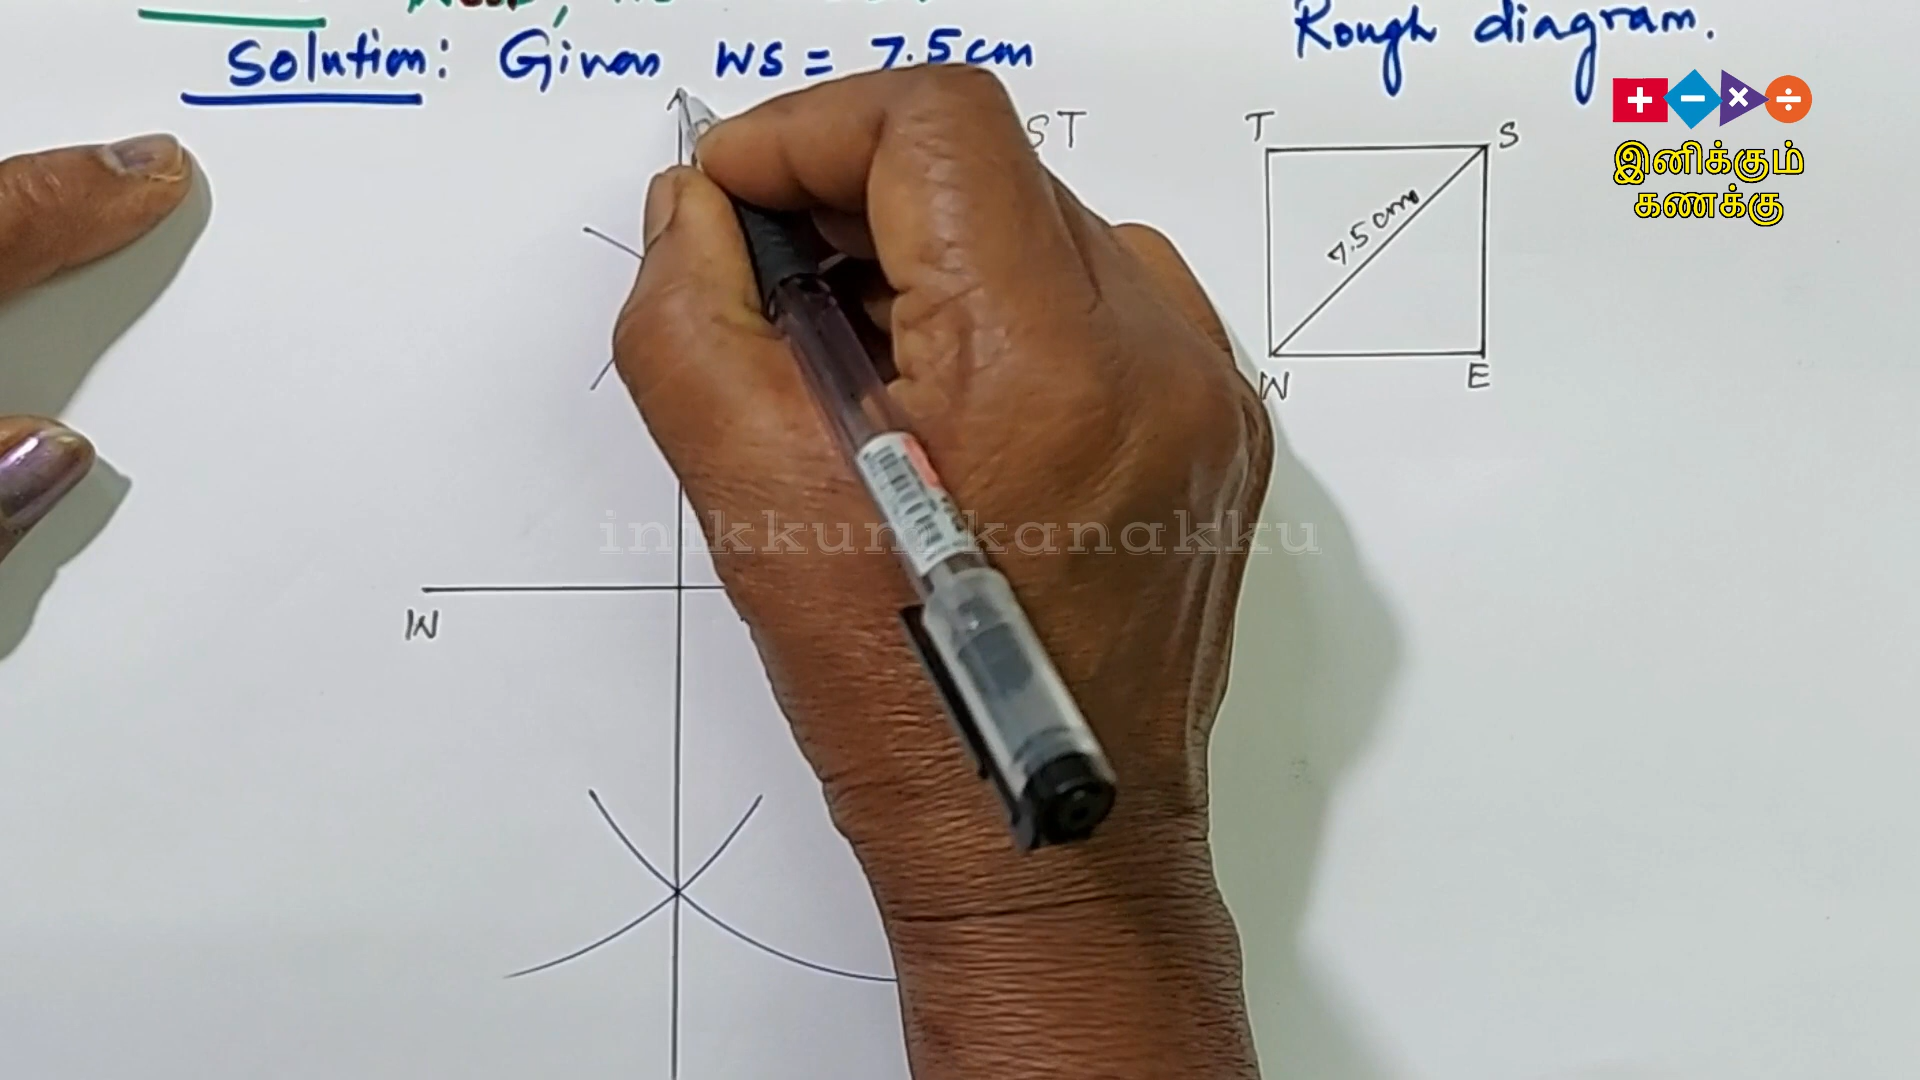 Solution: Given WS = 7.5cm
Rough diagram.
ST
T S
7.5cm
W E
W
+ − × ÷
இனிக்கும்
கணக்கு
inikkum kanakku